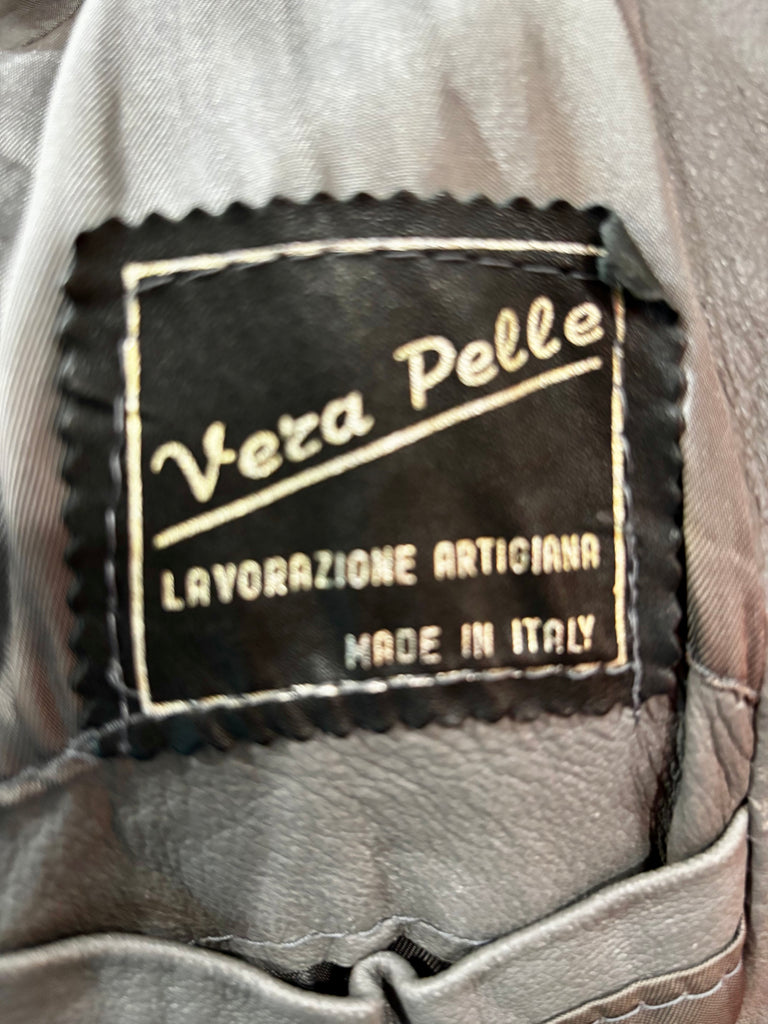 Vera Pelle
LAVORAZIONE ARTIGIANA
MADE IN ITALY